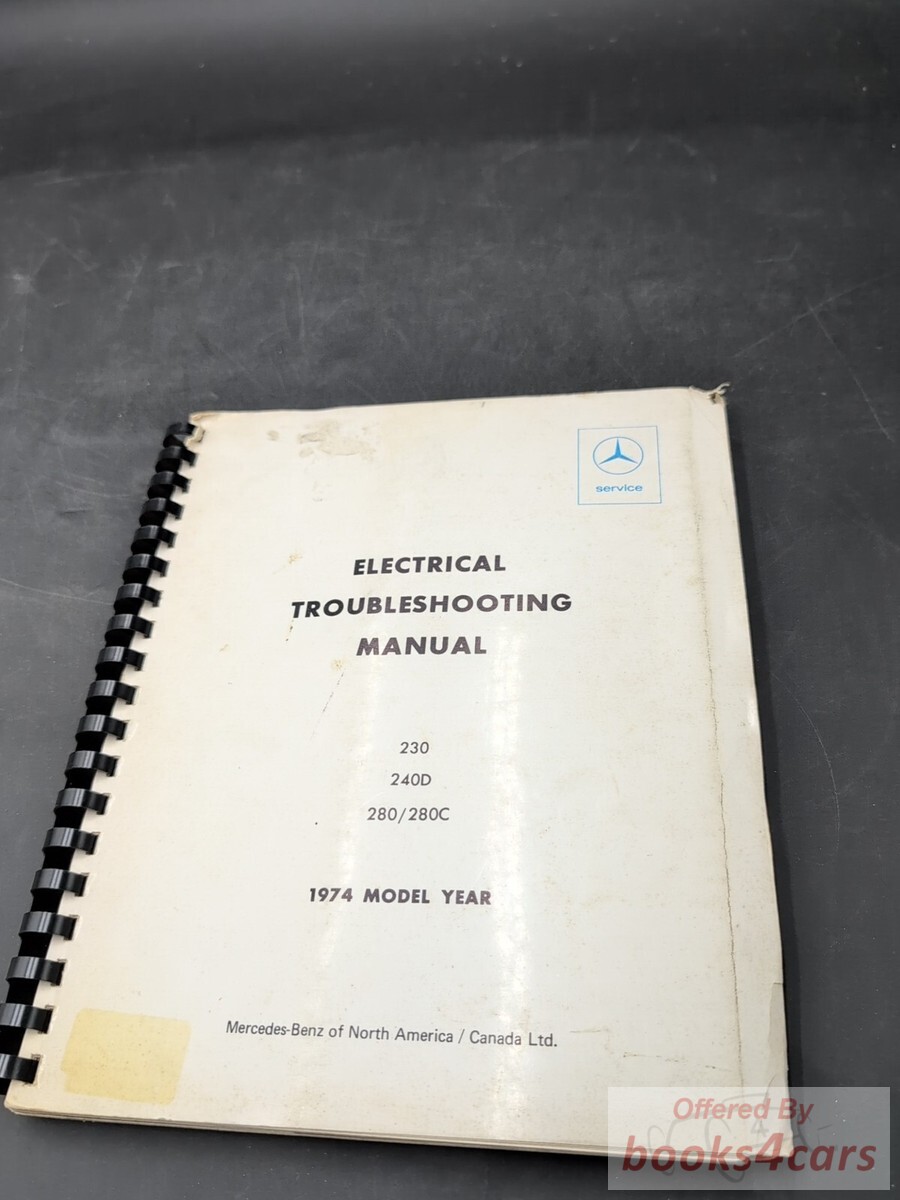 service
ELECTRICAL
TROUBLESHOOTING
MANUAL
230
240D
280/280C
1974 MODEL YEAR
Mercedes-Benz of North America / Canada Ltd.
Offered By
books4cars